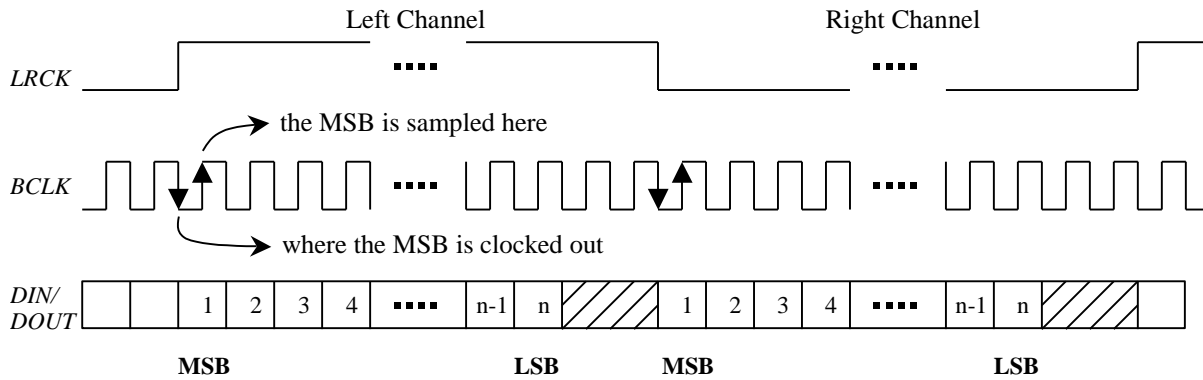 Left Channel Right Channel
LRCK
the MSB is sampled here
BCLK
where the MSB is clocked out
DIN/
DOUT
1 2 3 4 n-1 n 1 2 3 4 n-1 n
MSB LSB MSB LSB